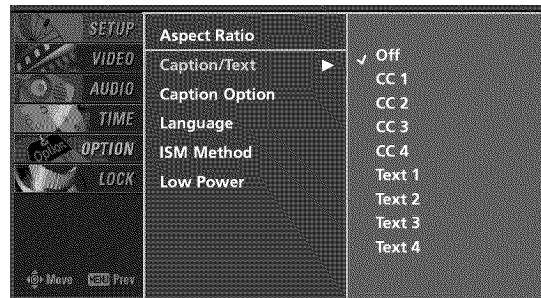 SETUP
VIDEO
AUDIO
TIME
Option OPTION
LOCK
Move MENU Prev
Aspect Ratio
Caption/Text
Caption Option
Language
ISM Method
Low Power
Off
CC 1
CC 2
CC 3
CC 4
Text 1
Text 2
Text 3
Text 4